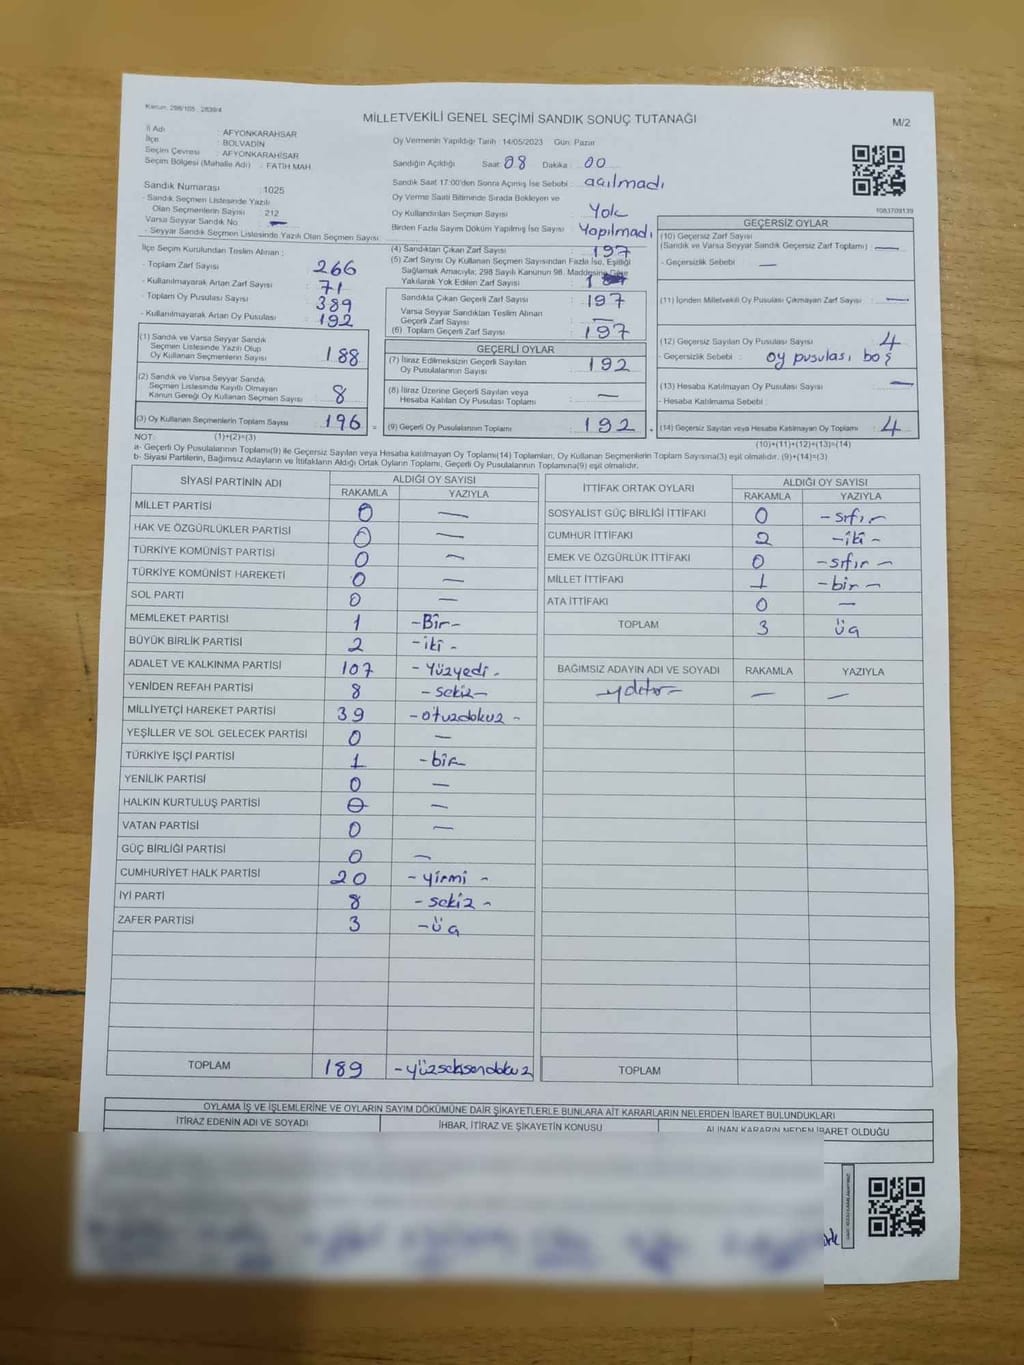 Kanun: 298/105 2839/4
MİLLETVEKİLİ GENEL SEÇİMİ SANDIK SONUÇ TUTANAĞI
M/2
İl Adı : AFYONKARAHİSAR
İlçe : BOLVADİN
Seçim Çevresi : AFYONKARAHİSAR
Seçim Bölgesi (Mahalle Adı) : FATİH MAH.
Sandık Numarası : 1025
- Sandık Seçmen Listesinde Yazılı
Olan Seçmenlerin Sayısı : 212
Varsa Seyyar Sandık No : —
- Seyyar Sandık Seçmen Listesinde Yazılı Olan Seçmen Sayısı:
Oy Vermenin Yapıldığı Tarih : 14/05/2023 Gün: Pazar
Sandığın Açıldığı Saat: 08 Dakika : 00
Sandık Saat 17:00'den Sonra Açılmış İse Sebebi : açılmadı
Oy Verme Saati Bitiminde Sırada Bekleyen ve
Oy Kullandırılan Seçmen Sayısı : Yok
Birden Fazla Sayım Döküm Yapılmış İse Sayısı : Yapılmadı
1083709139
İlçe Seçim Kurulundan Teslim Alınan :
- Toplam Zarf Sayısı : 266
- Kullanılmayarak Artan Zarf Sayısı : 71
- Toplam Oy Pusulası Sayısı : 389
- Kullanılmayarak Artan Oy Pusulası : 192
(1) Sandık ve Varsa Seyyar Sandık
Seçmen Listesinde Yazılı Olup
Oy Kullanan Seçmenlerin Sayısı : 188
(2) Sandık ve Varsa Seyyar Sandık
Seçmen Listesinde Kayıtlı Olmayan
Kanun Gereği Oy Kullanan Seçmen Sayısı : 8
(3) Oy Kullanan Seçmenlerin Toplam Sayısı : 196 =
(4) Sandıktan Çıkan Zarf Sayısı : 197
(5) Zarf Sayısı Oy Kullanan Seçmen Sayısından Fazla İse, Eşitliği
Sağlamak Amacıyla; 298 Sayılı Kanunun 98. Maddesine Göre
Yakılarak Yok Edilen Zarf Sayısı : 1
Sandıkta Çıkan Geçerli Zarf Sayısı : 197
Varsa Seyyar Sandıktan Teslim Alınan
Geçerli Zarf Sayısı : —
(6) Toplam Geçerli Zarf Sayısı : 197
GEÇERLİ OYLAR
(7) İtiraz Edilmeksizin Geçerli Sayılan
Oy Pusulalarının Sayısı : 192
(8) İtiraz Üzerine Geçerli Sayılan veya
Hesaba Katılan Oy Pusulası Toplamı : —
(9) Geçerli Oy Pusulalarının Toplamı : 192
GEÇERSİZ OYLAR
(10) Geçersiz Zarf Sayısı
(Sandık ve Varsa Seyyar Sandık Geçersiz Zarf Toplamı) : —
- Geçersizlik Sebebi : —
(11) İçinden Milletvekili Oy Pusulası Çıkmayan Zarf Sayısı : —
(12) Geçersiz Sayılan Oy Pusulası Sayısı : 4
- Geçersizlik Sebebi : oy pusulası boş
(13) Hesaba Katılmayan Oy Pusulası Sayısı : —
- Hesaba Katılmama Sebebi :
(14) Geçersiz Sayılan veya Hesaba Katılmayan Oy Toplamı : 4
NOT: (1)+(2)=(3)
(10)+(11)+(12)+(13)=(14)
a- Geçerli Oy Pusulalarının Toplamı(9) ile Geçersiz Sayılan veya Hesaba Katılmayan Oy Toplamı(14) Toplamları, Oy Kullanan Seçmenlerin Toplam Sayısına(3) eşit olmalıdır. (9)+(14)=(3)
b- Siyasi Partilerin, Bağımsız Adayların ve İttifakların Aldığı Ortak Oyların Toplamı, Geçerli Oy Pusulalarının Toplamına(9) eşit olmalıdır.
SİYASİ PARTİNİN ADI ALDIĞI OY SAYISI
RAKAMLA YAZIYLA
MİLLET PARTİSİ 0 —
HAK VE ÖZGÜRLÜKLER PARTİSİ 0 —
TÜRKİYE KOMÜNİST PARTİSİ 0 —
TÜRKİYE KOMÜNİST HAREKETİ 0 —
SOL PARTİ 0 —
MEMLEKET PARTİSİ 1 -Bir-
BÜYÜK BİRLİK PARTİSİ 2 -iki-
ADALET VE KALKINMA PARTİSİ 107 -Yüzyedi-
YENİDEN REFAH PARTİSİ 8 -sekiz-
MİLLİYETÇİ HAREKET PARTİSİ 39 -otuzdokuz-
YEŞİLLER VE SOL GELECEK PARTİSİ 0 —
TÜRKİYE İŞÇİ PARTİSİ 1 -bir
YENİLİK PARTİSİ 0 —
HALKIN KURTULUŞ PARTİSİ 0 —
VATAN PARTİSİ 0 —
GÜÇ BİRLİĞİ PARTİSİ 0 —
CUMHURİYET HALK PARTİSİ 20 -yirmi-
İYİ PARTİ 8 -sekiz-
ZAFER PARTİSİ 3 -üç
TOPLAM 189 -yüzseksendokuz
İTTİFAK ORTAK OYLARI ALDIĞI OY SAYISI
RAKAMLA YAZIYLA
SOSYALİST GÜÇ BİRLİĞİ İTTİFAKI 0 -sıfır-
CUMHUR İTTİFAKI 2 -iki-
EMEK VE ÖZGÜRLÜK İTTİFAKI 0 -sıfır-
MİLLET İTTİFAKI 1 -bir-
ATA İTTİFAKI 0 —
TOPLAM 3 üç
BAĞIMSIZ ADAYIN ADI VE SOYADI RAKAMLA YAZIYLA
— —
TOPLAM
OYLAMA İŞ VE İŞLEMLERİNE VE OYLARIN SAYIM DÖKÜMÜNE DAİR ŞİKAYETLERLE BUNLARA AİT KARARLARIN NELERDEN İBARET BULUNDUKLARI
İTİRAZ EDENİN ADI VE SOYADI İHBAR, İTİRAZ VE ŞİKAYETİN KONUSU ALINAN KARARIN NEDEN İBARET OLDUĞU